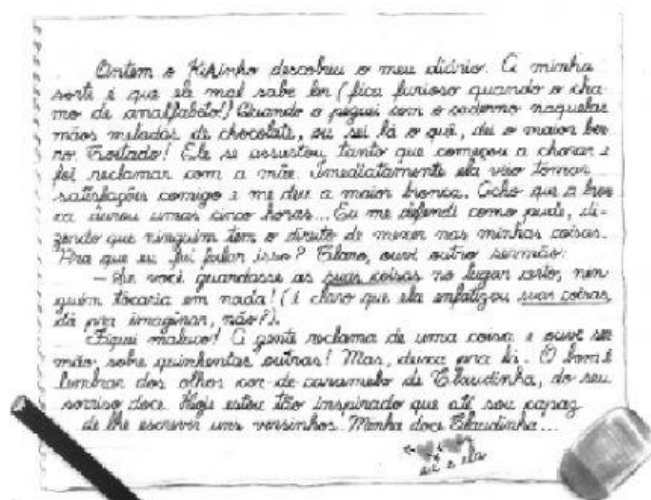 Ontem o Kikinho descobriu o meu diário. A minha
sorte é que ele mal sabe ler (fica furioso quando o cha-
mo de analfabeto!) Quando o peguei com o caderno naquelas
mãos meladas de chocolate, ou sei lá o quê, dei o maior ber-
ro. Coitado! Ele se assustou tanto que começou a chorar e
foi reclamar com a mãe. Imediatamente ela veio tomar
satisfações comigo e me deu a maior bronca. Acho que a bron
ca durou umas cinco horas... Eu me defendi como pude, di-
zendo que ninguém tem o direito de mexer nas minhas coisas.
Pra que eu fui falar isso? Claro, ouvi outro sermão:
— Se você guardasse as suas coisas no lugar certo, nin-
guém tocaria em nada! (É claro que ela enfatizou suas coisas,
dá pra imaginar, não?).
Fiquei maluco! A gente reclama de uma coisa e ouve ser
mão sobre quinhentas outras! Mas, deixa pra lá. O bom é
lembrar dos olhos cor-de-caramelo de Claudinha, do seu
sorriso doce. Hoje estou tão inspirado que até sou capaz
de lhe escrever uns versinhos. Minha doce Claudinha...
eu e ela